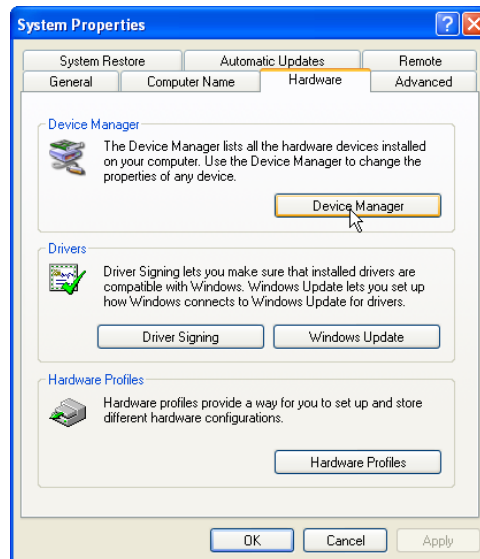 System Properties
System Restore
Automatic Updates
Remote
General
Computer Name
Hardware
Advanced
Device Manager
The Device Manager lists all the hardware devices installed
on your computer. Use the Device Manager to change the
properties of any device.
Device Manager
Drivers
Driver Signing lets you make sure that installed drivers are
compatible with Windows. Windows Update lets you set up
how Windows connects to Windows Update for drivers.
Driver Signing
Windows Update
Hardware Profiles
Hardware profiles provide a way for you to set up and store
different hardware configurations.
Hardware Profiles
OK
Cancel
Apply